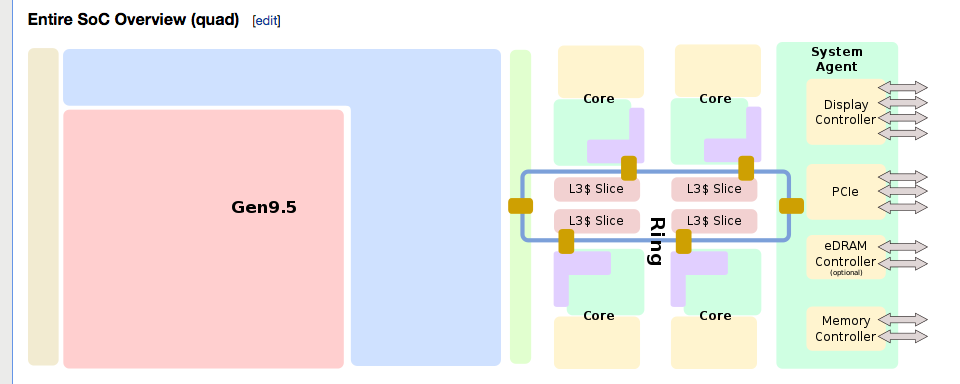 Entire SoC Overview (quad) [edit]
System
Agent
Core Core
Display
Controller
L3$ Slice L3$ Slice
PCIe
Gen9.5
L3$ Slice L3$ Slice
Ring
eDRAM
Controller
(optional)
Core Core
Memory
Controller